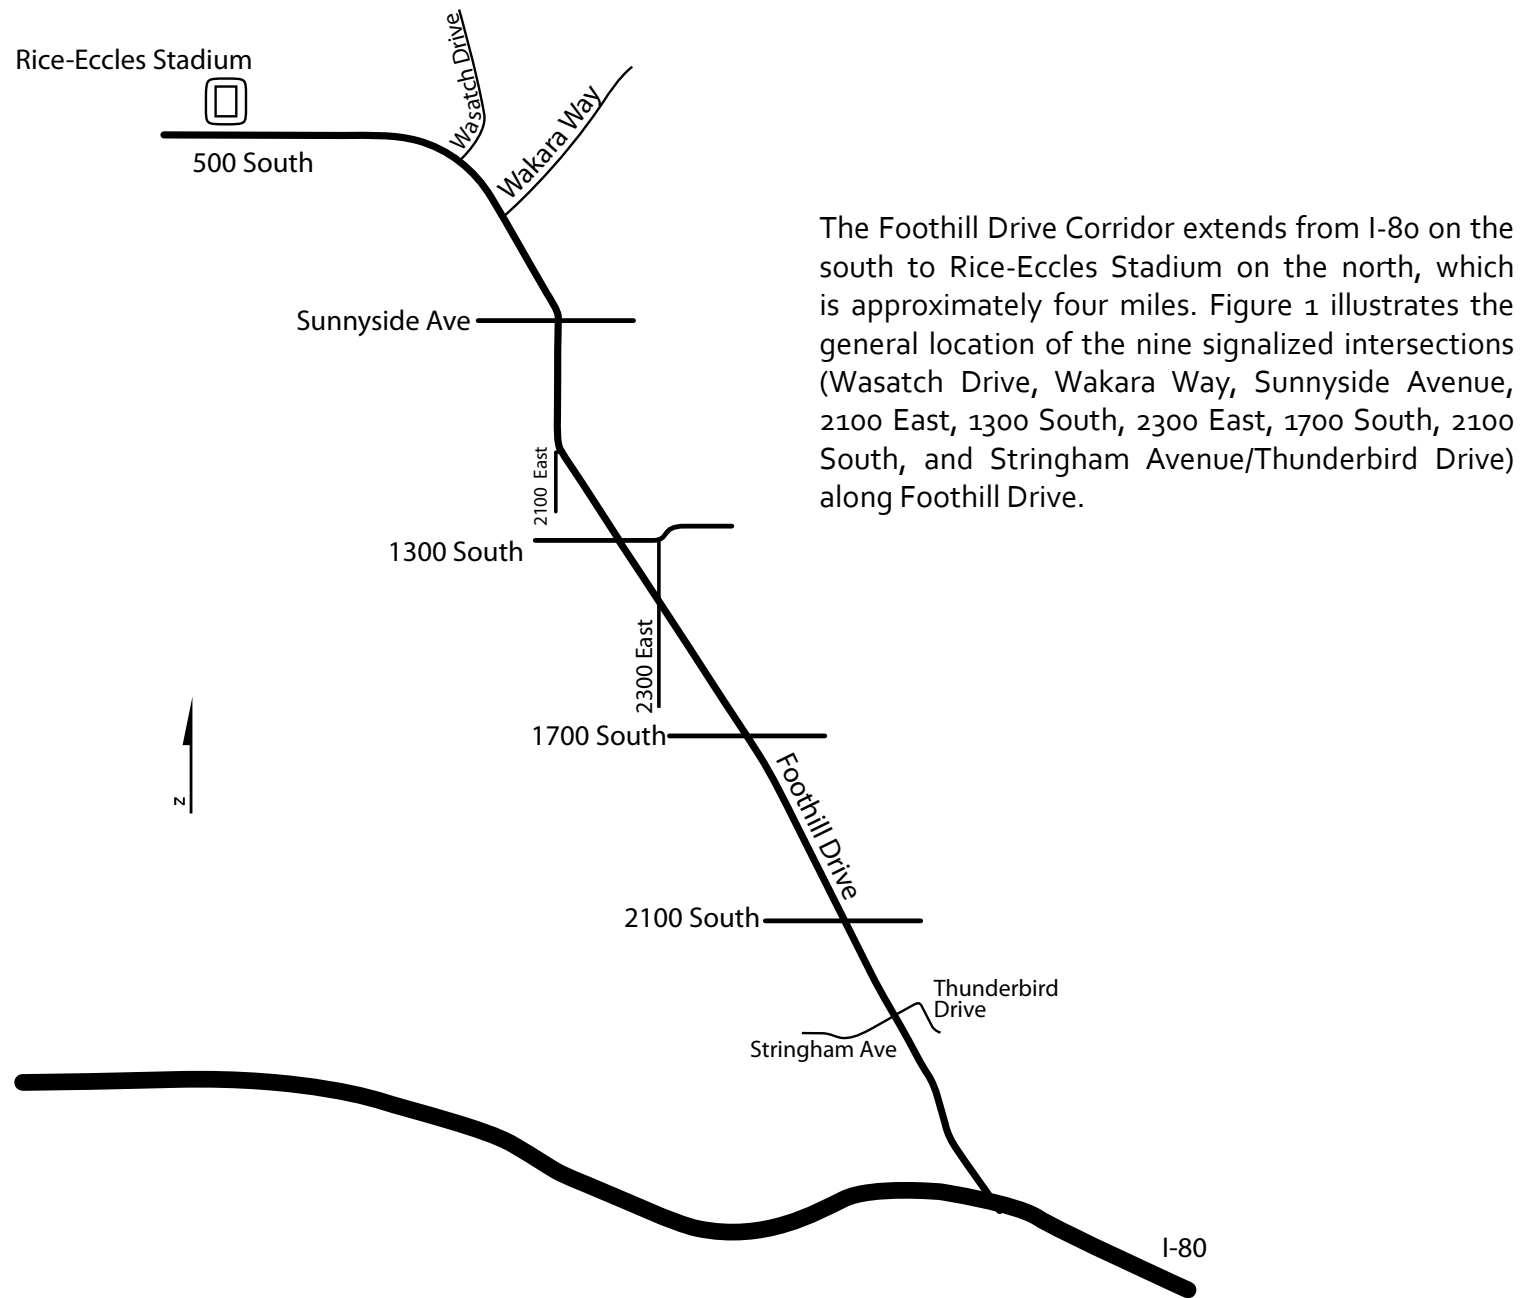 Rice-Eccles Stadium
Wasatch Drive
Wakara Way
500 South
The Foothill Drive Corridor extends from I-80 on the
south to Rice-Eccles Stadium on the north, which
is approximately four miles. Figure 1 illustrates the
general location of the nine signalized intersections
(Wasatch Drive, Wakara Way, Sunnyside Avenue,
2100 East, 1300 South, 2300 East, 1700 South, 2100
South, and Stringham Avenue/Thunderbird Drive)
along Foothill Drive.
Sunnyside Ave
2100 East
1300 South
2300 East
1700 South
Foothill Drive
N
2100 South
Thunderbird
Drive
Stringham Ave
I-80